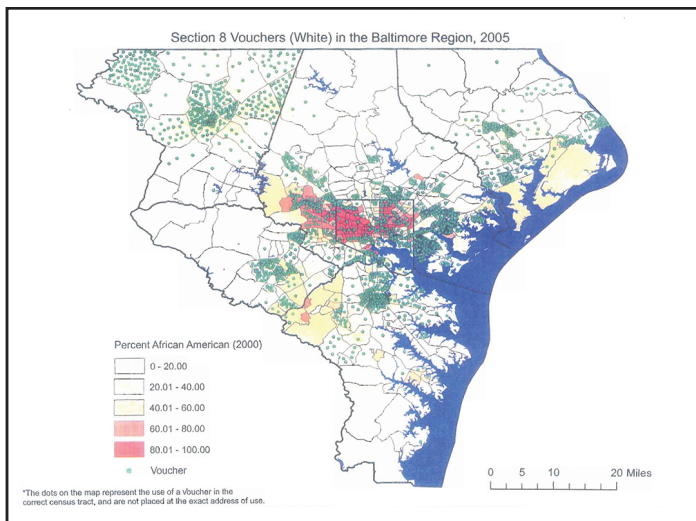 Section 8 Vouchers (White) in the Baltimore Region, 2005
Percent African American (2000)
0 - 20.00
20.01 - 40.00
40.01 - 60.00
60.01 - 80.00
80.01 - 100.00
Voucher
0 5 10 20 Miles
*The dots on the map represent the use of a voucher in the
correct census tract, and are not placed at the exact address of use.